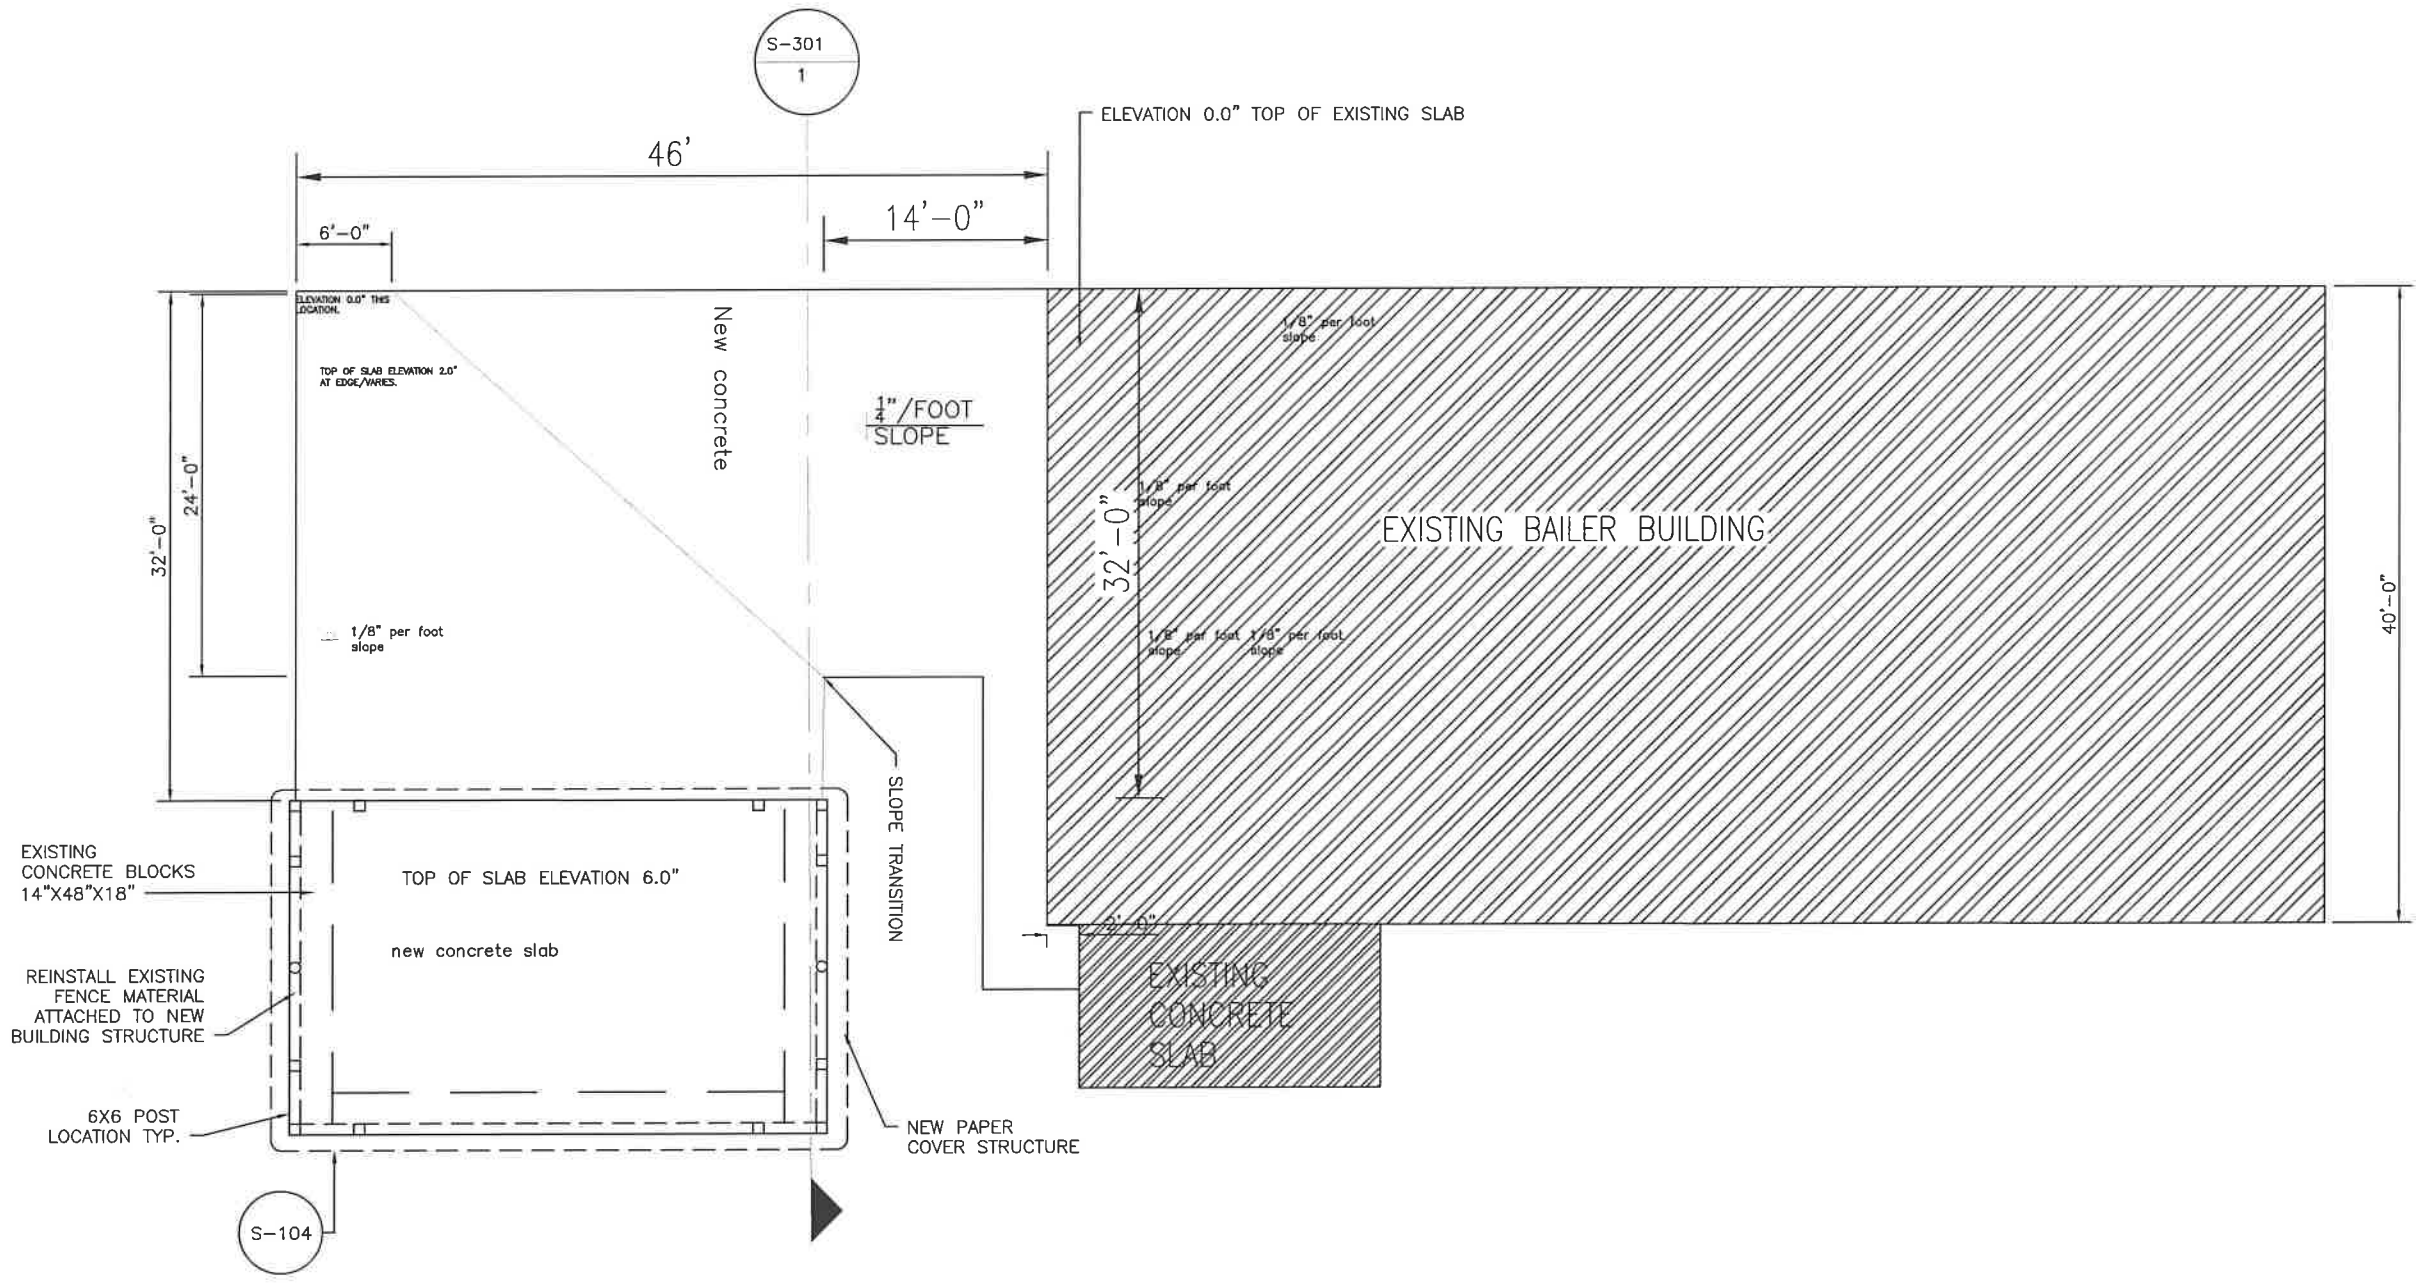 S-301
1
ELEVATION 0.0" TOP OF EXISTING SLAB
46'
14'-0"
6'-0"
ELEVATION 0.0" THIS
LOCATION.
TOP OF SLAB ELEVATION 2.0"
AT EDGE/VARIES.
New concrete
1/4"/FOOT
SLOPE
24'-0"
32'-0"
1/8" per foot
slope
1/8" per foot
slope
1/8" per foot
slope
32'-0"
EXISTING BAILER BUILDING
1/8" per foot
slope
1/8" per foot
slope
40'-0"
SLOPE TRANSITION
EXISTING
CONCRETE BLOCKS
14"X48"X18"
TOP OF SLAB ELEVATION 6.0"
new concrete slab
2'-0"
EXISTING
CONCRETE
SLAB
REINSTALL EXISTING
FENCE MATERIAL
ATTACHED TO NEW
BUILDING STRUCTURE
6X6 POST
LOCATION TYP.
NEW PAPER
COVER STRUCTURE
S-104